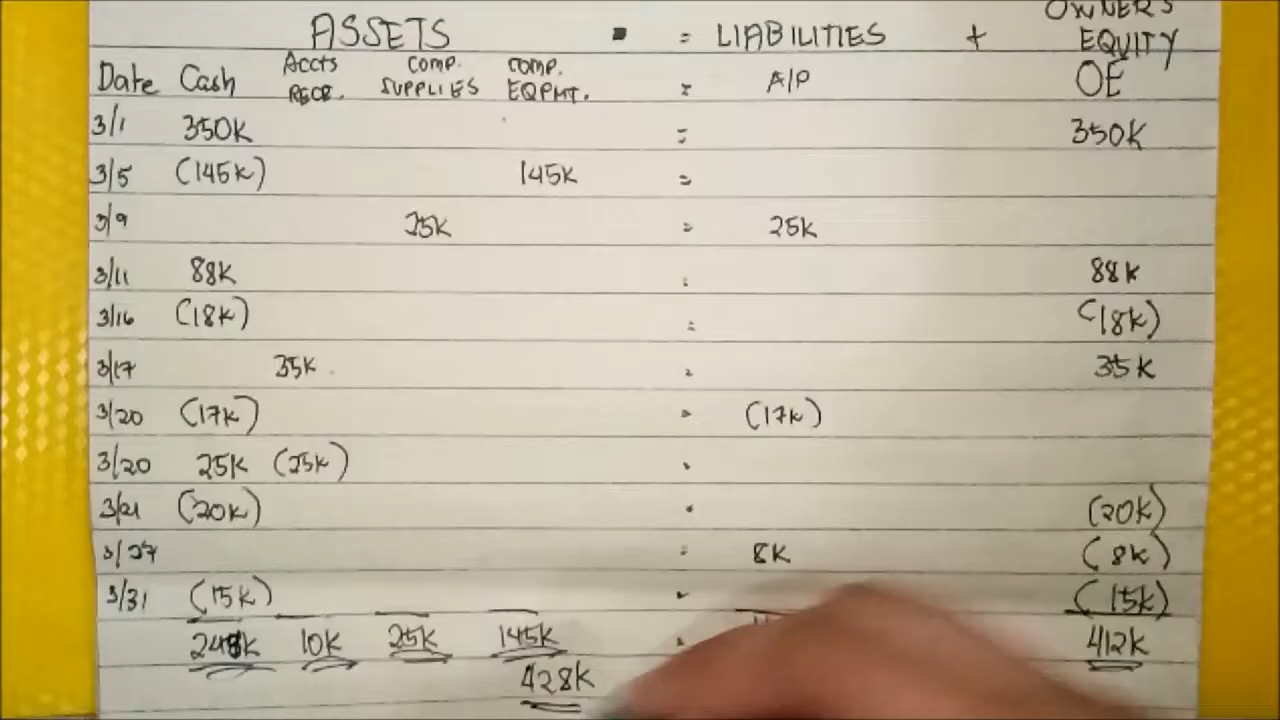 OWNER'S
ASSETS = LIABILITIES + EQUITY
Date Cash Accts RECE. COMP. SUPPLIES COMP. EQPMT. = A/P OE
3/1 350K = 350K
3/5 (145K) 145K =
3/9 25K = 25K
3/11 88K = 88K
3/16 (18K) = (18K)
3/17 35K = 35K
3/20 (17K) = (17K)
3/20 25K (25K) =
3/21 (20K) = (20K)
3/27 = 8K (8K)
3/31 (15K) = (15K)
248K 10K 25K 145K = 412K
428K